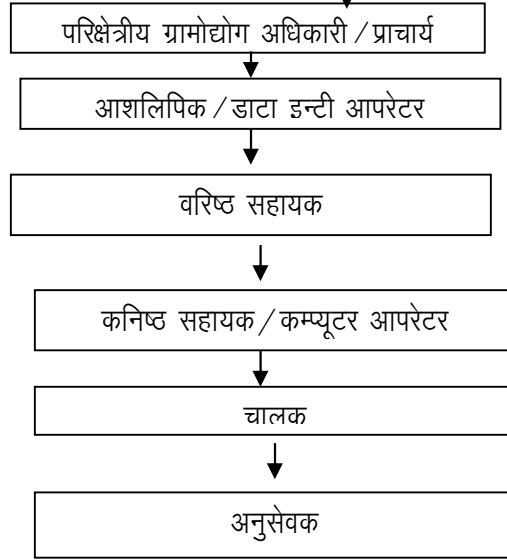 परिक्षेत्रीय ग्रामोद्योग अधिकारी / प्राचार्य
आशलिपिक / डाटा इन्टी आपरेटर
वरिष्ठ सहायक
कनिष्ठ सहायक / कम्प्यूटर आपरेटर
चालक
अनुसेवक